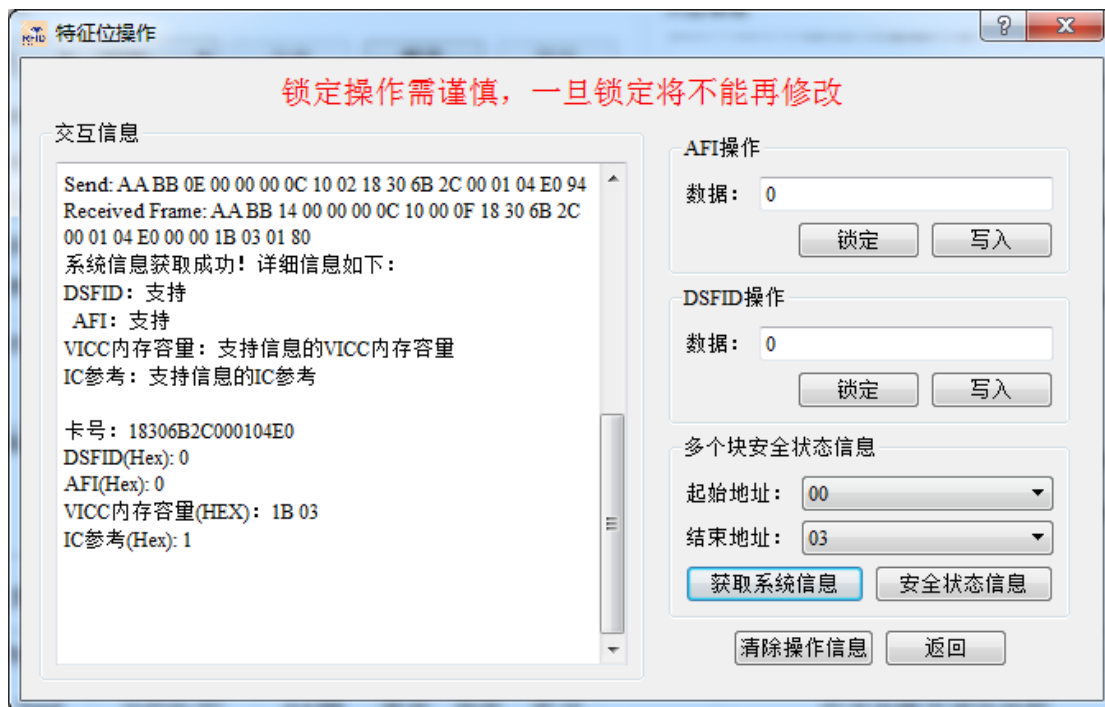 RFID 特征位操作
锁定操作需谨慎，一旦锁定将不能再修改
交互信息
Send: AA BB 0E 00 00 00 0C 10 02 18 30 6B 2C 00 01 04 E0 94
Received Frame: AA BB 14 00 00 00 0C 10 00 0F 18 30 6B 2C
00 01 04 E0 00 00 1B 03 01 80
系统信息获取成功！详细信息如下：
DSFID：支持
AFI：支持
VICC内存容量：支持信息的VICC内存容量
IC参考：支持信息的IC参考
卡号：18306B2C000104E0
DSFID(Hex): 0
AFI(Hex): 0
VICC内存容量(HEX)：1B 03
IC参考(Hex): 1
AFI操作
数据： 0
锁定 写入
DSFID操作
数据： 0
锁定 写入
多个块安全状态信息
起始地址： 00
结束地址： 03
获取系统信息 安全状态信息
清除操作信息 返回